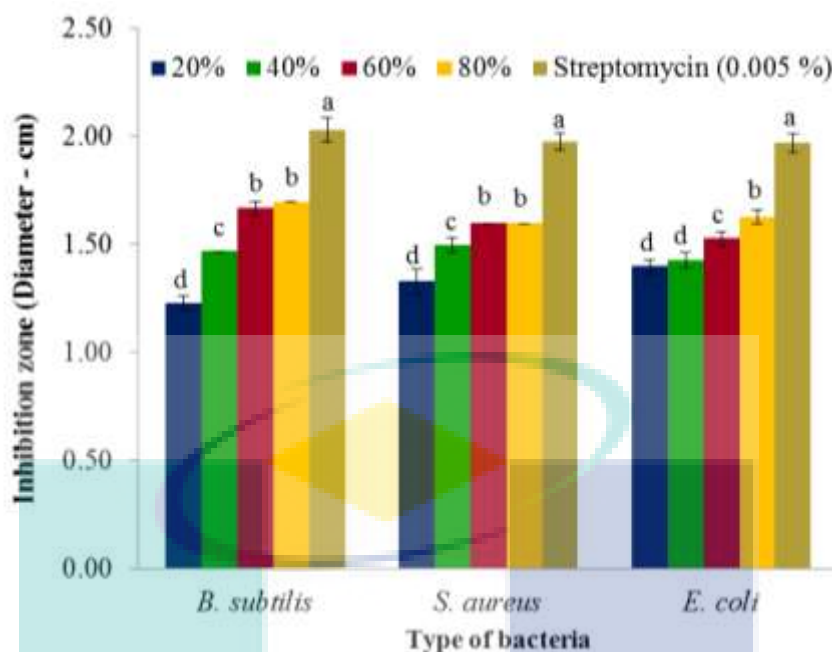 2.50
20% 40% 60% 80% Streptomycin (0.005 %)
a
a
a
2.00
b b
b b
b
c
c
c
d d
d
d
1.50
1.00
0.50
0.00
Inhibition zone (Diameter - cm)
B. subtilis S. aureus E. coli
Type of bacteria